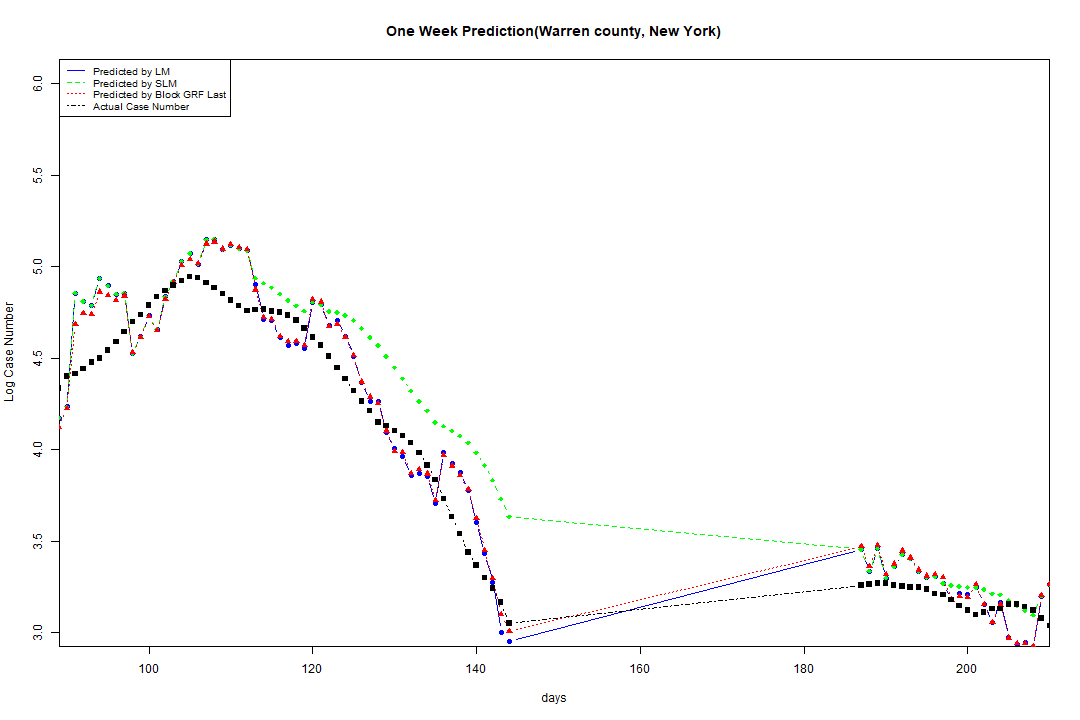 One Week Prediction(Warren county, New York)
Predicted by LM
Predicted by SLM
Predicted by Block GRF Last
Actual Case Number
6.0
5.5
5.0
4.5
4.0
3.5
3.0
Log Case Number
100 120 140 160 180 200
days